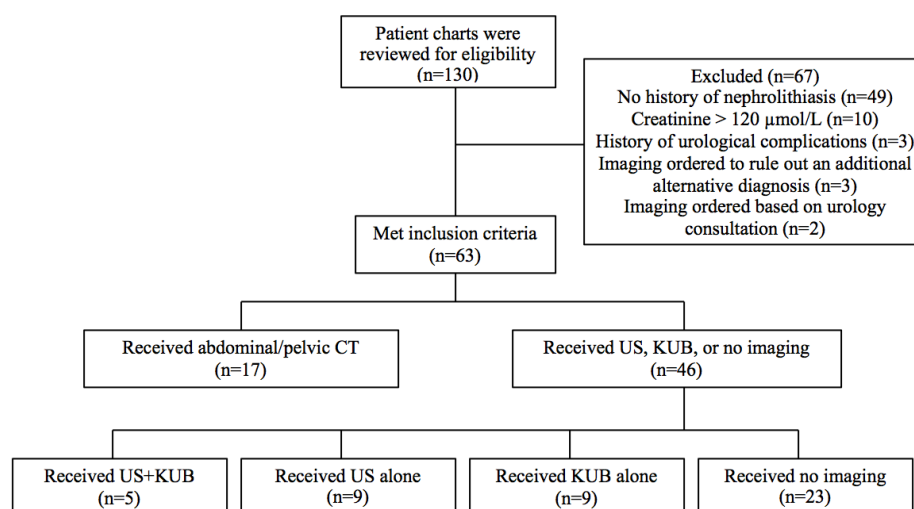 Patient charts were
reviewed for eligibility
(n=130)
Excluded (n=67)
No history of nephrolithiasis (n=49)
Creatinine > 120 µmol/L (n=10)
History of urological complications (n=3)
Imaging ordered to rule out an additional
alternative diagnosis (n=3)
Imaging ordered based on urology
consultation (n=2)
Met inclusion criteria
(n=63)
Received abdominal/pelvic CT
(n=17)
Received US, KUB, or no imaging
(n=46)
Received US+KUB
(n=5)
Received US alone
(n=9)
Received KUB alone
(n=9)
Received no imaging
(n=23)